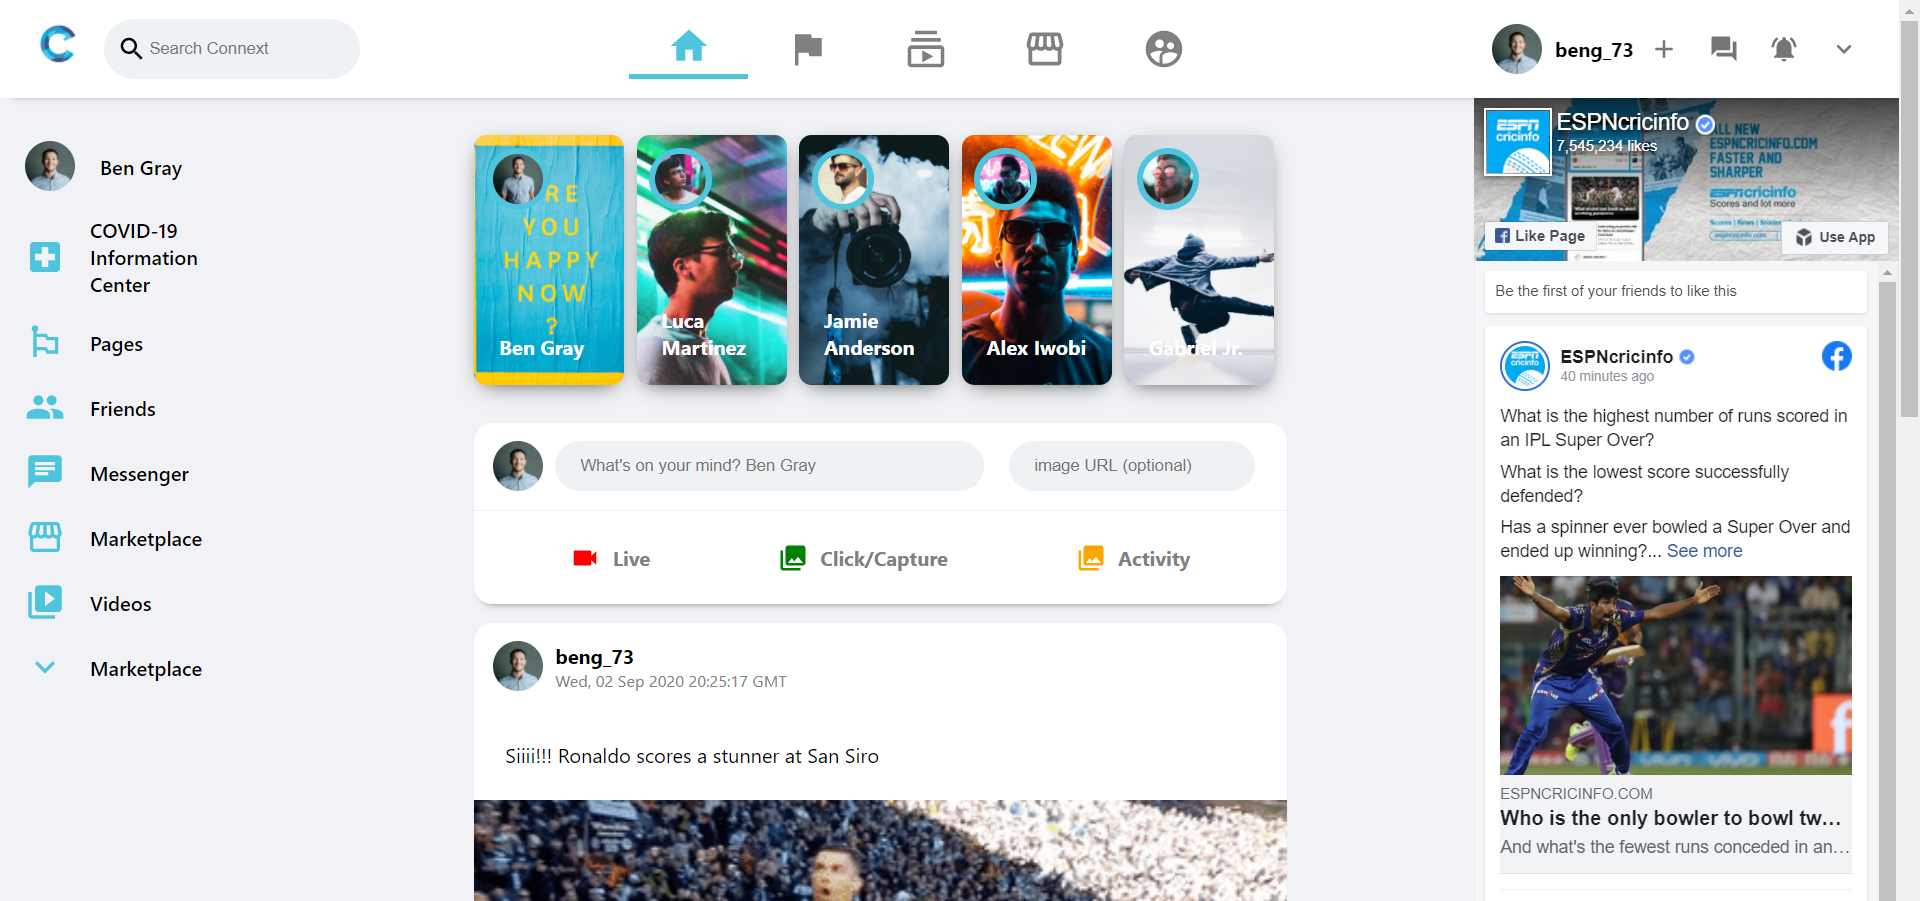 Search Connext
beng_73
Ben Gray
COVID-19
Information
Center
Pages
Friends
Messenger
Marketplace
Videos
Marketplace
RE
YOU
HAPPY
NOW
?
Ben Gray
Luca
Martinez
Jamie
Anderson
Alex Iwobi
Gabriel Jr.
What's on your mind? Ben Gray
image URL (optional)
Live
Click/Capture
Activity
beng_73
Wed, 02 Sep 2020 20:25:17 GMT
Siiii!!! Ronaldo scores a stunner at San Siro
ESPN
cricinfo
ESPNcricinfo
7,545,234 likes
ALL NEW
ESPNCRICINFO.COM
FASTER AND
SHARPER
ESPNcricinfo
Scores and lot more
Like Page
Use App
Be the first of your friends to like this
ESPN
cricinfo
ESPNcricinfo
40 minutes ago
What is the highest number of runs scored in
an IPL Super Over?
What is the lowest score successfully
defended?
Has a spinner ever bowled a Super Over and
ended up winning?... See more
ESPNCRICINFO.COM
Who is the only bowler to bowl tw...
And what's the fewest runs conceded in an...